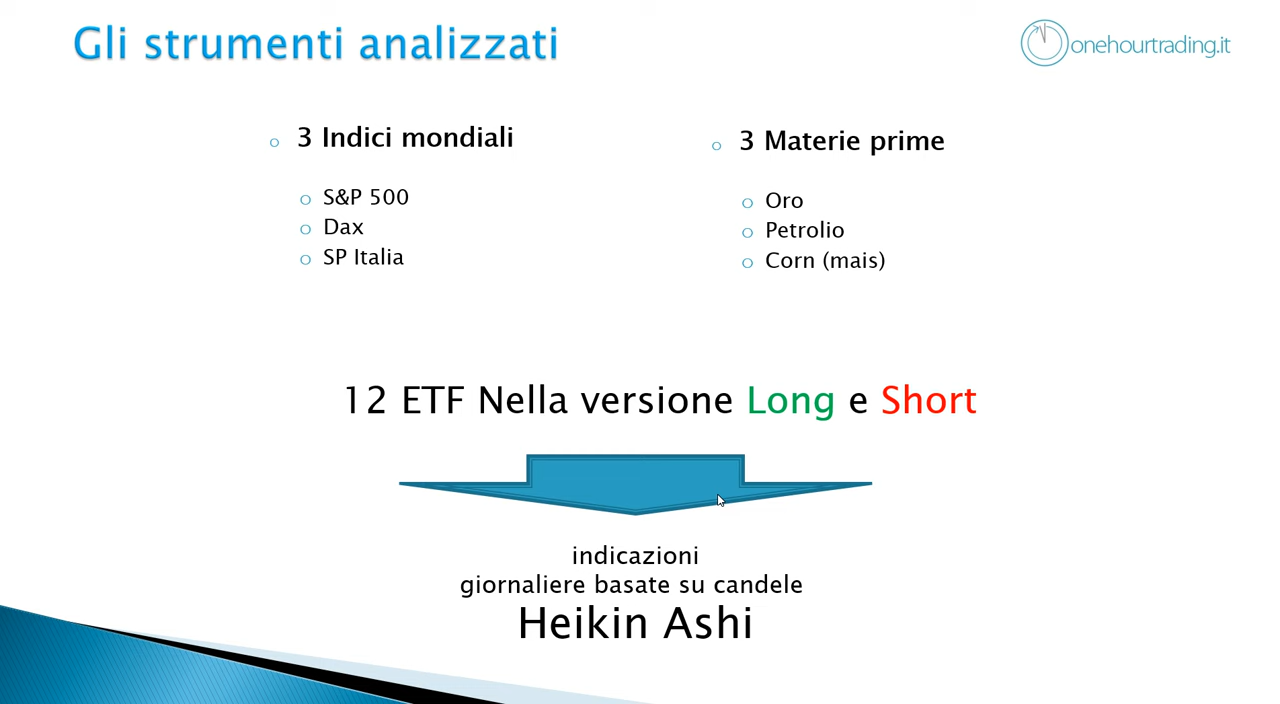 Gli strumenti analizzati
onehourtrading.it
3 Indici mondiali
S&P 500
Dax
SP Italia
3 Materie prime
Oro
Petrolio
Corn (mais)
12 ETF Nella versione Long e Short
indicazioni
giornaliere basate su candele
Heikin Ashi